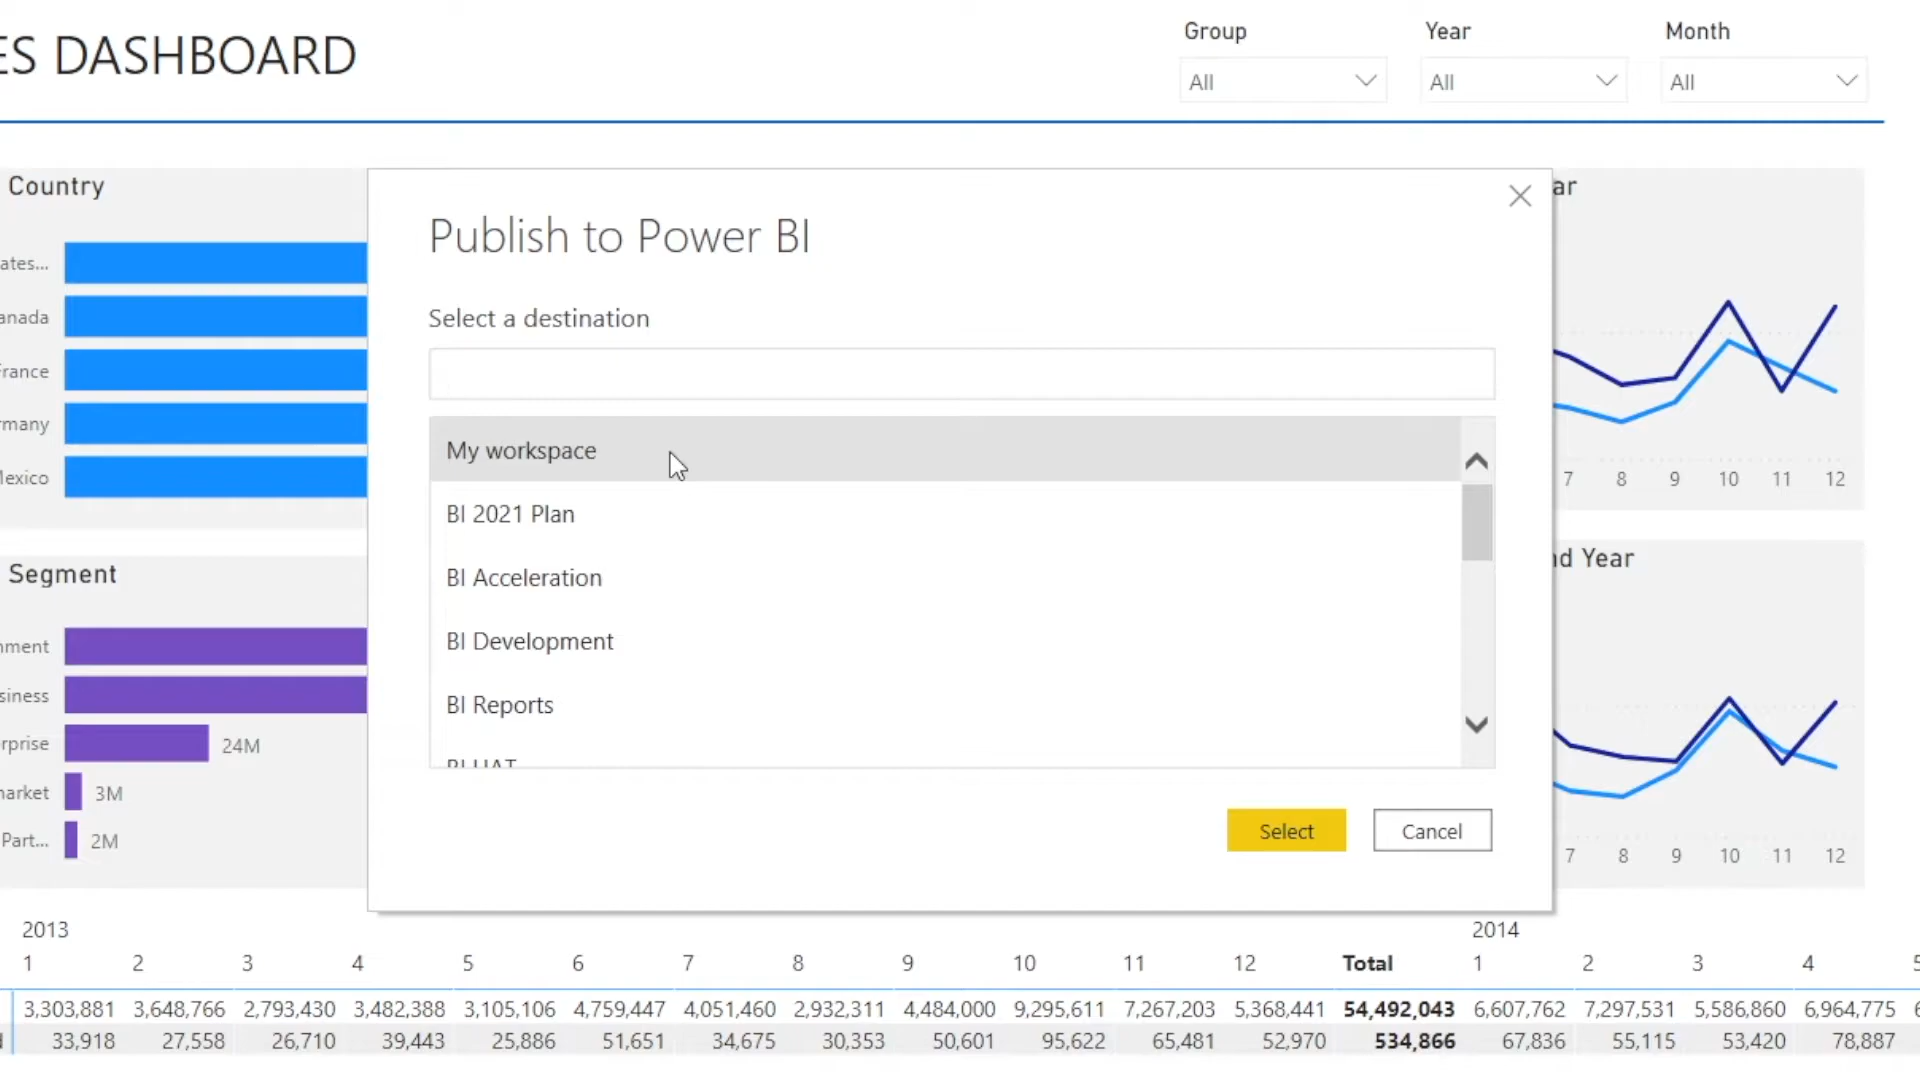 ES DASHBOARD
Group Year Month
All All All
Country
ates...
anada
rance
rmany
exico
Segment
nment
siness
rprise 24M
narket 3M
Part... 2M
Publish to Power BI
Select a destination
My workspace
BI 2021 Plan
BI Acceleration
BI Development
BI Reports
BI UAT
Select Cancel
ar
7 8 9 10 11 12
nd Year
7 8 9 10 11 12
2013 2014
1 2 3 4 5 6 7 8 9 10 11 12 Total 1 2 3 4 5
3,303,881 3,648,766 2,793,430 3,482,388 3,105,106 4,759,447 4,051,460 2,932,311 4,484,000 9,295,611 7,267,203 5,368,441 54,492,043 6,607,762 7,297,531 5,586,860 6,964,775 6
d 33,918 27,558 26,710 39,443 25,886 51,651 34,675 30,353 50,601 95,622 65,481 52,970 534,866 67,836 55,115 53,420 78,887